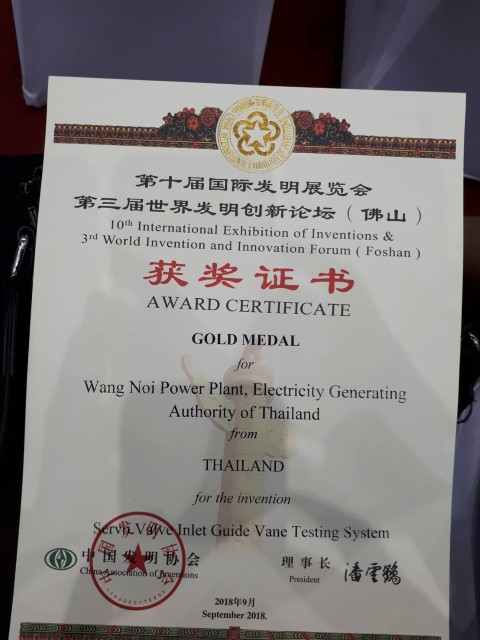 第十届国际发明展览会
第三届世界发明创新论坛（佛山）
10th International Exhibition of Inventions &
3rd World Invention and Innovation Forum ( Foshan )
获奖证书
AWARD CERTIFICATE
GOLD MEDAL
for
Wang Noi Power Plant, Electricity Generating
Authority of Thailand
from
THAILAND
for the invention
Servo Valve Inlet Guide Vane Testing System
中国发明协会
China Association of Inventions
理事长
President
潘云鹤
2018年9月
September 2018.